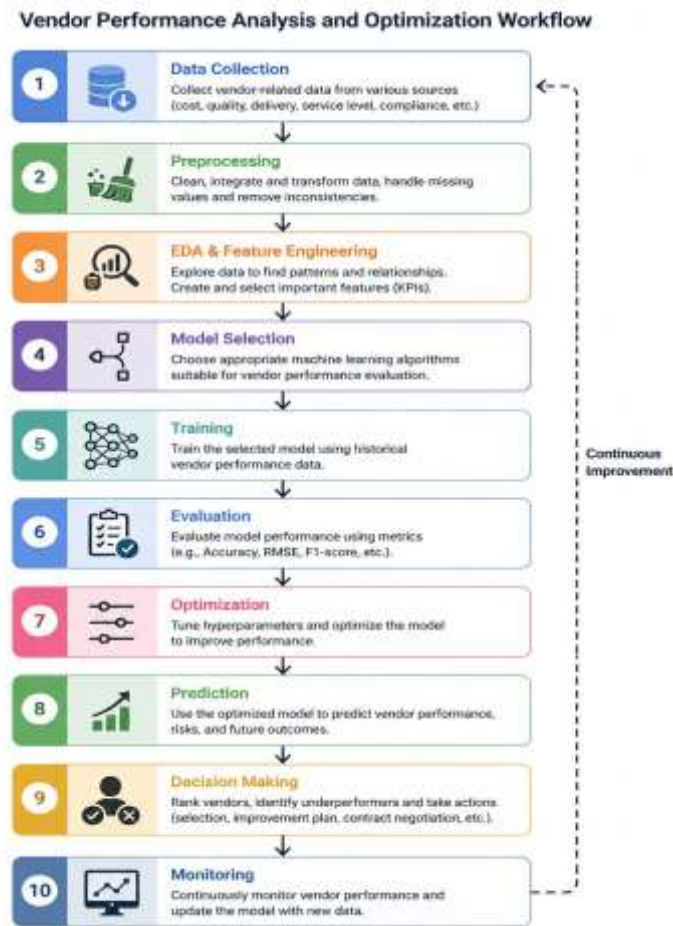 Vendor Performance Analysis and Optimization Workflow
1
Data Collection
Collect vendor-related data from various sources
(cost, quality, delivery, service level, compliance, etc.)
2
Preprocessing
Clean, integrate and transform data, handle missing
values and remove inconsistencies.
3
EDA & Feature Engineering
Explore data to find patterns and relationships.
Create and select important features (KPIs).
4
Model Selection
Choose appropriate machine learning algorithms
suitable for vendor performance evaluation.
5
Training
Train the selected model using historical
vendor performance data.
Continuous
Improvement
6
Evaluation
Evaluate model performance using metrics
(e.g., Accuracy, RMSE, F1-score, etc.).
7
Optimization
Tune hyperparameters and optimize the model
to improve performance.
8
Prediction
Use the optimized model to predict vendor performance,
risks, and future outcomes.
9
Decision Making
Rank vendors, identify underperformers and take actions
(selection, improvement plan, contract negotiation, etc.).
10
Monitoring
Continuously monitor vendor performance and
update the model with new data.